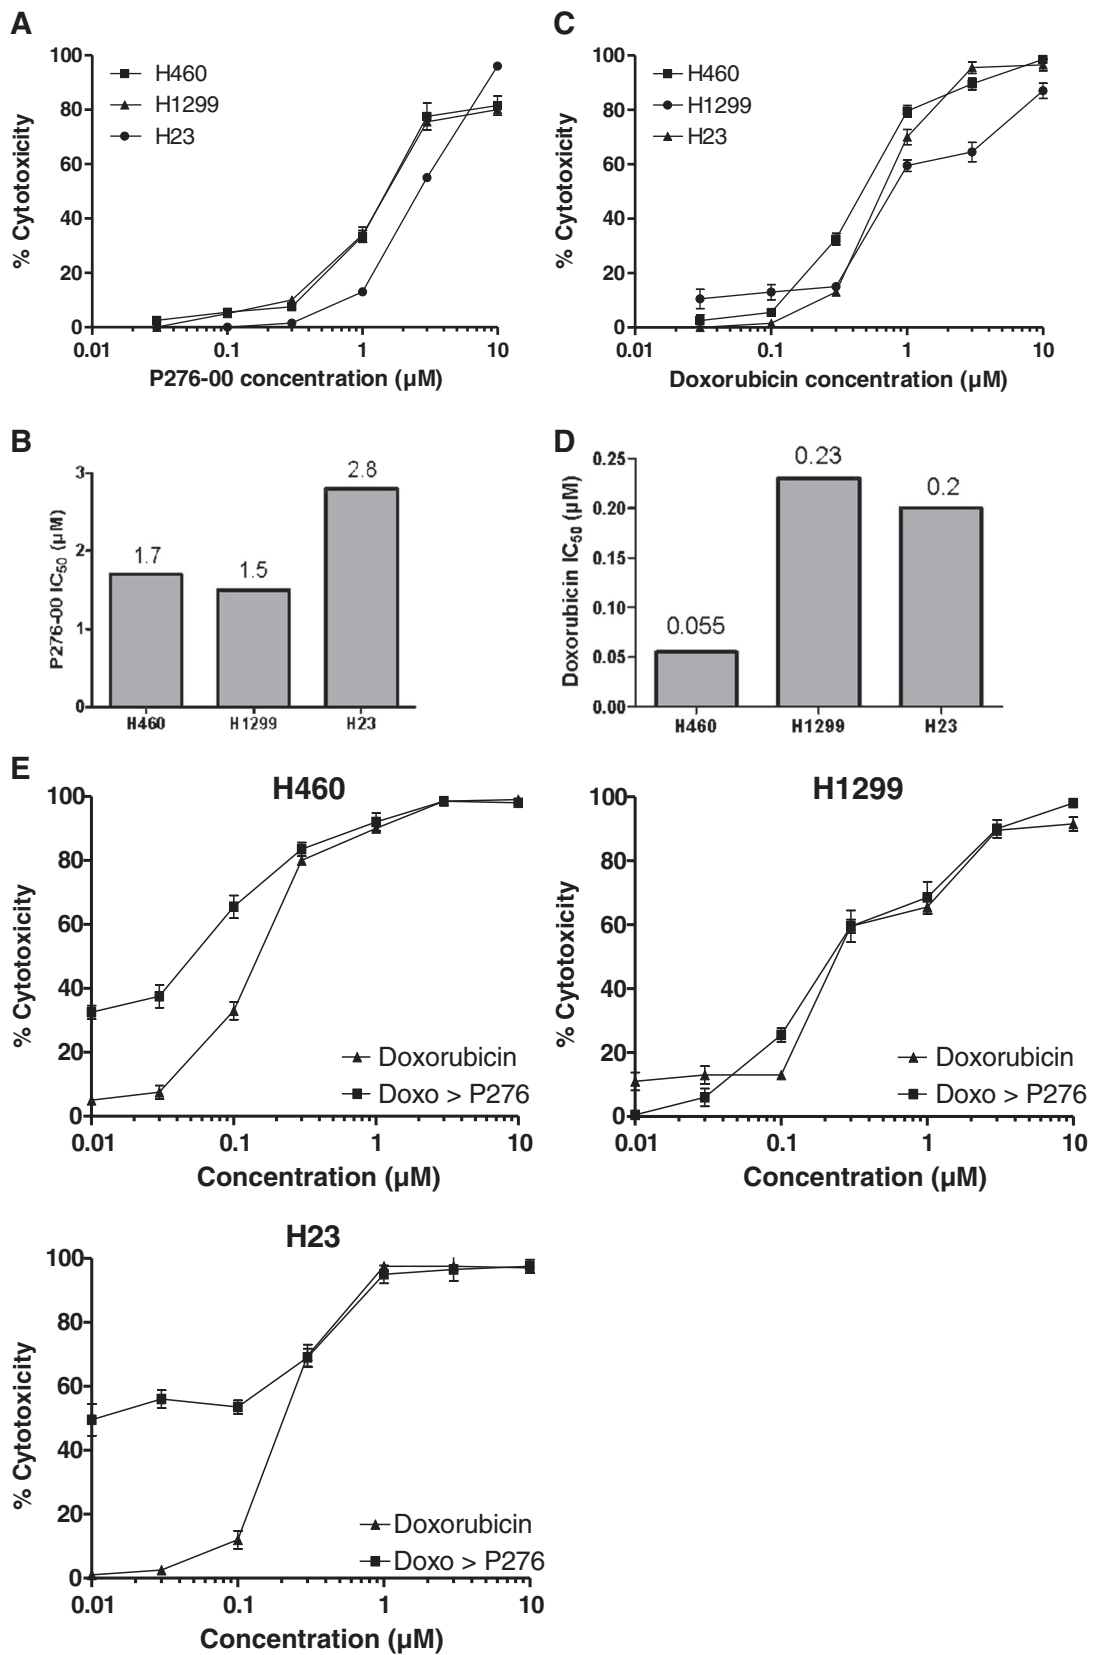 A
100
80
60
40
20
0
% Cytotoxicity
H460
H1299
H23
0.01 0.1 1 10
P276-00 concentration (µM)
C
100
80
60
40
20
0
% Cytotoxicity
H460
H1299
H23
0.01 0.1 1 10
Doxorubicin concentration (µM)
B
3
2
1
0
P276-00 IC50 (µM)
1.7
1.5
2.8
H460 H1299 H23
D
0.25
0.20
0.15
0.10
0.05
0.00
Doxorubicin IC50 (µM)
0.055
0.23
0.2
H460 H1299 H23
E
H460
100
80
60
40
20
0
% Cytotoxicity
Doxorubicin
Doxo > P276
0.01 0.1 1 10
Concentration (µM)
H1299
100
80
60
40
20
0
% Cytotoxicity
Doxorubicin
Doxo > P276
0.01 0.1 1 10
Concentration (µM)
H23
100
80
60
40
20
0
% Cytotoxicity
Doxorubicin
Doxo > P276
0.01 0.1 1 10
Concentration (µM)